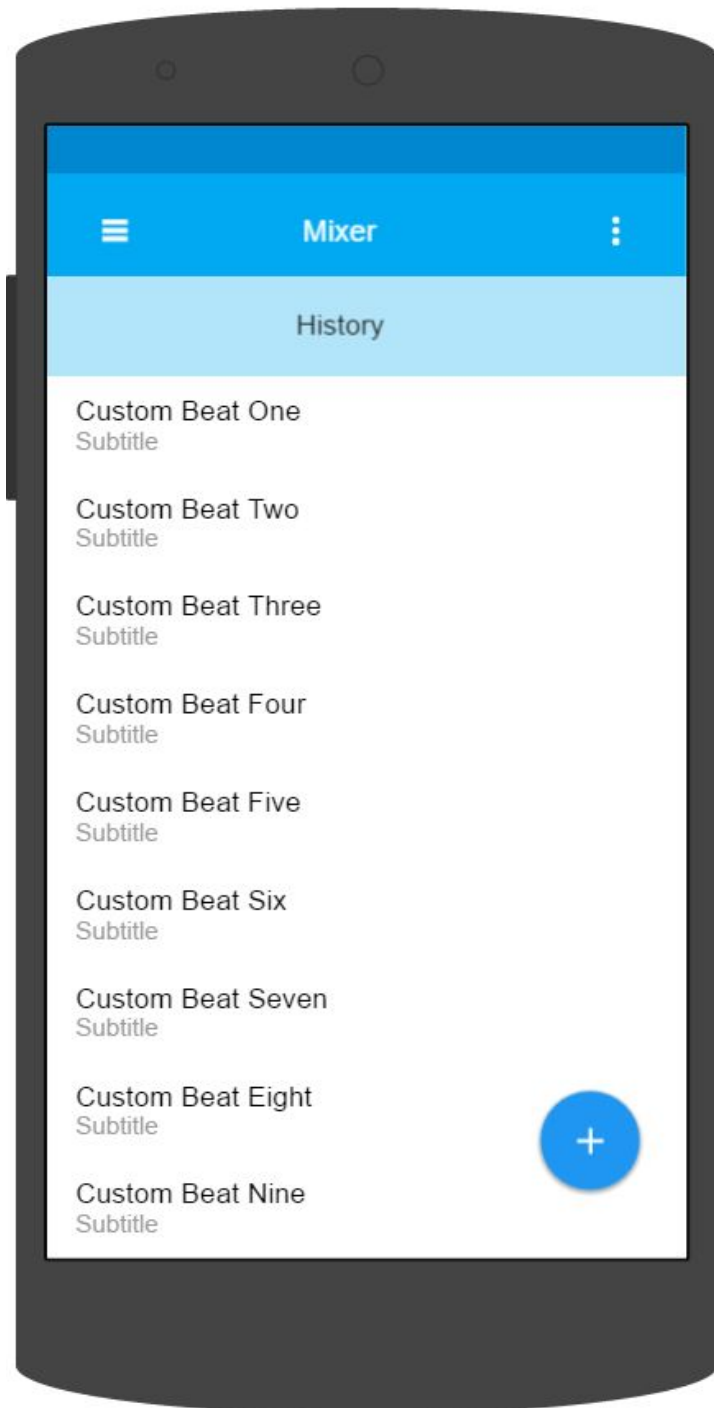 Mixer
History
Custom Beat One
Subtitle
Custom Beat Two
Subtitle
Custom Beat Three
Subtitle
Custom Beat Four
Subtitle
Custom Beat Five
Subtitle
Custom Beat Six
Subtitle
Custom Beat Seven
Subtitle
Custom Beat Eight
Subtitle
Custom Beat Nine
Subtitle